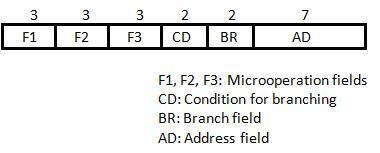 3 3 3 2 2 7
F1 F2 F3 CD BR AD
F1, F2, F3: Microoperation fields
CD: Condition for branching
BR: Branch field
AD: Address field